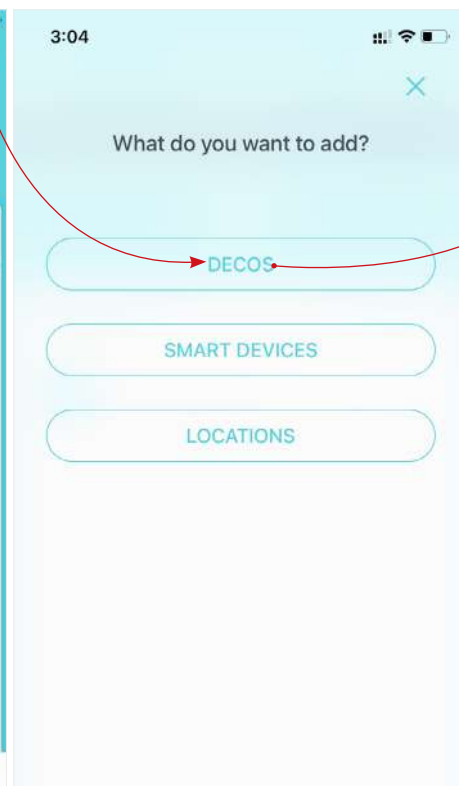 3:04
What do you want to add?
DECOS
SMART DEVICES
LOCATIONS